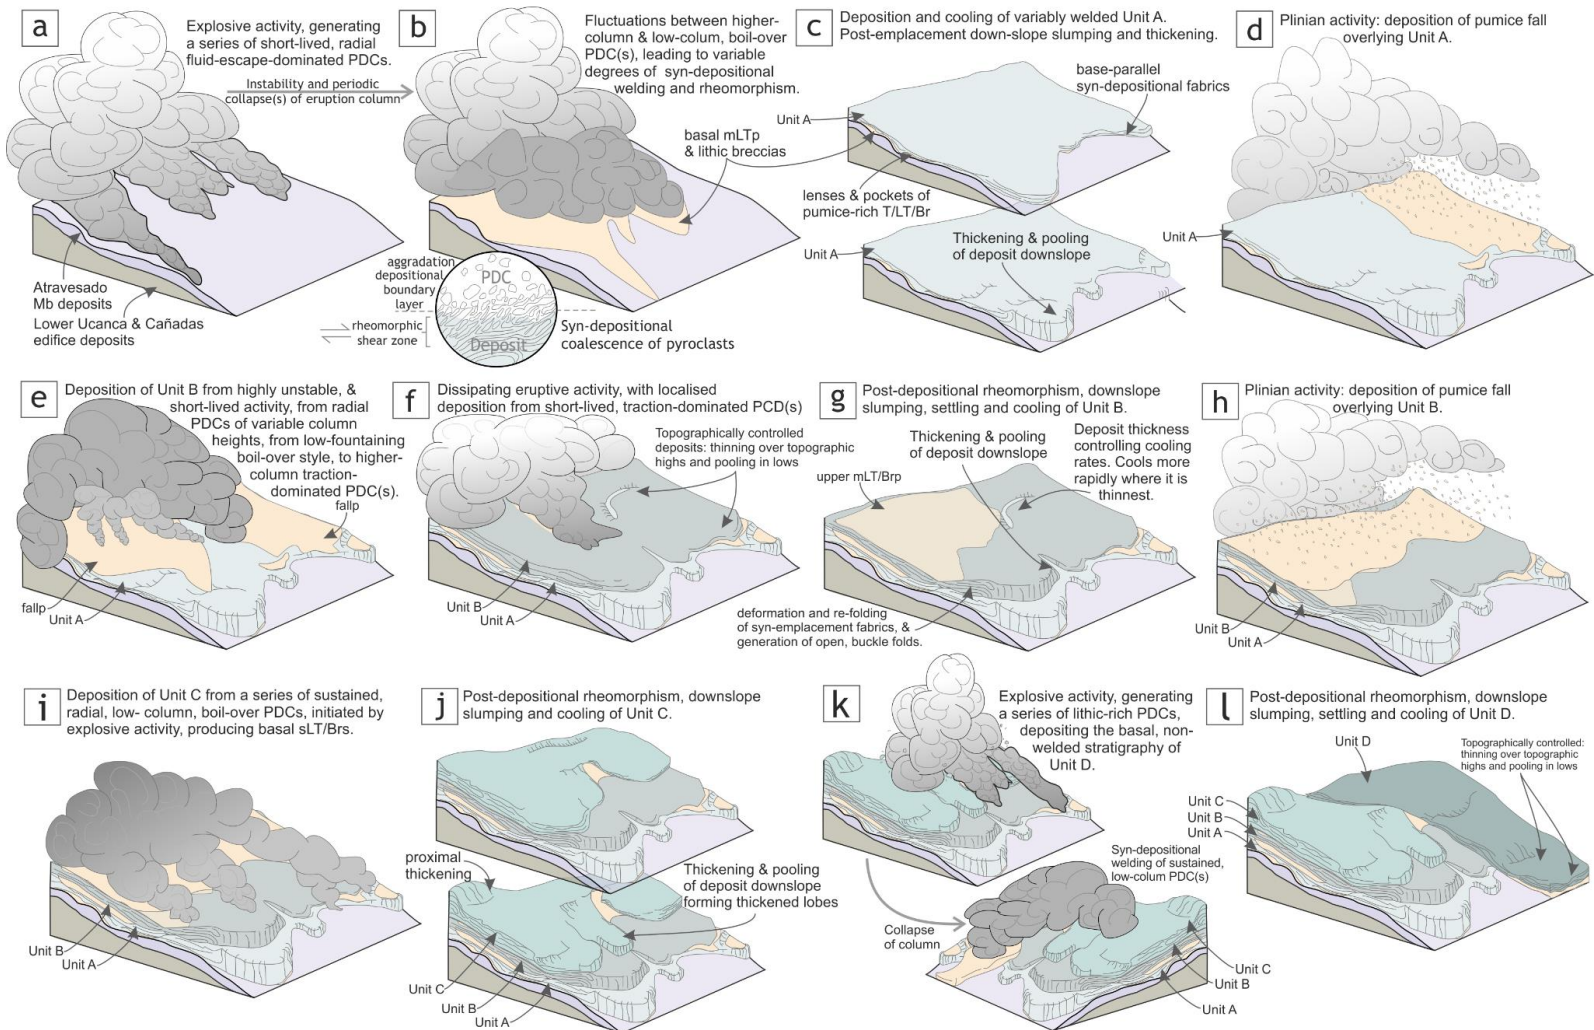 a
Explosive activity, generating
a series of short-lived, radial
fluid-escape-dominated PDCs.
Instability and periodic
collapse(s) of eruption column
Atravesado
Mb deposits
Lower Ucanca & Cañadas
edifice deposits
b
Fluctuations between higher-
column & low-colum, boil-over
PDC(s), leading to variable
degrees of syn-depositional
welding and rheomorphism.
basal mLTp
& lithic breccias
aggradation
depositional
boundary
layer
PDC
rheomorphic
shear zone
Deposit
Syn-depositional
coalescence of pyroclasts
c
Deposition and cooling of variably welded Unit A.
Post-emplacement down-slope slumping and thickening.
base-parallel
syn-depositional fabrics
Unit A
lenses & pockets of
pumice-rich T/LT/Br
Unit A
Thickening & pooling
of deposit downslope
d
Plinian activity: deposition of pumice fall
overlying Unit A.
Unit A
e
Deposition of Unit B from highly unstable, &
short-lived activity, from radial
PDCs of variable column
heights, from low-fountaining
boil-over style, to higher-
column traction-
dominated PDC(s).
fallp
fallp
Unit A
f
Dissipating eruptive activity, with localised
deposition from short-lived, traction-dominated PCD(s)
Topographically controlled
deposits: thinning over topographic
highs and pooling in lows
Unit B
Unit A
g
Post-depositional rheomorphism, downslope
slumping, settling and cooling of Unit B.
Thickening & pooling
of deposit downslope
Deposit thickness
controlling cooling
rates. Cools more
rapidly where it is
thinnest.
upper mLT/Brp
deformation and re-folding
of syn-emplacement fabrics, &
generation of open, buckle folds.
h
Plinian activity: deposition of pumice fall
overlying Unit B.
Unit B
Unit A
i
Deposition of Unit C from a series of sustained,
radial, low- column, boil-over PDCs, initiated by
explosive activity, producing basal sLT/Brs.
Unit B
Unit A
j
Post-depositional rheomorphism, downslope
slumping and cooling of Unit C.
proximal
thickening
Thickening & pooling
of deposit downslope
forming thickened lobes
Unit C
Unit B
Unit A
k
Explosive activity, generating
a series of lithic-rich PDCs,
depositing the basal, non-
welded stratigraphy of
Unit D.
Syn-depositional
welding of sustained,
low-colum PDC(s)
Collapse
of column
Unit C
Unit B
Unit A
l
Post-depositional rheomorphism, downslope
slumping, settling and cooling of Unit D.
Unit D
Topographically controlled:
thinning over topographic
highs and pooling in lows
Unit C
Unit B
Unit A